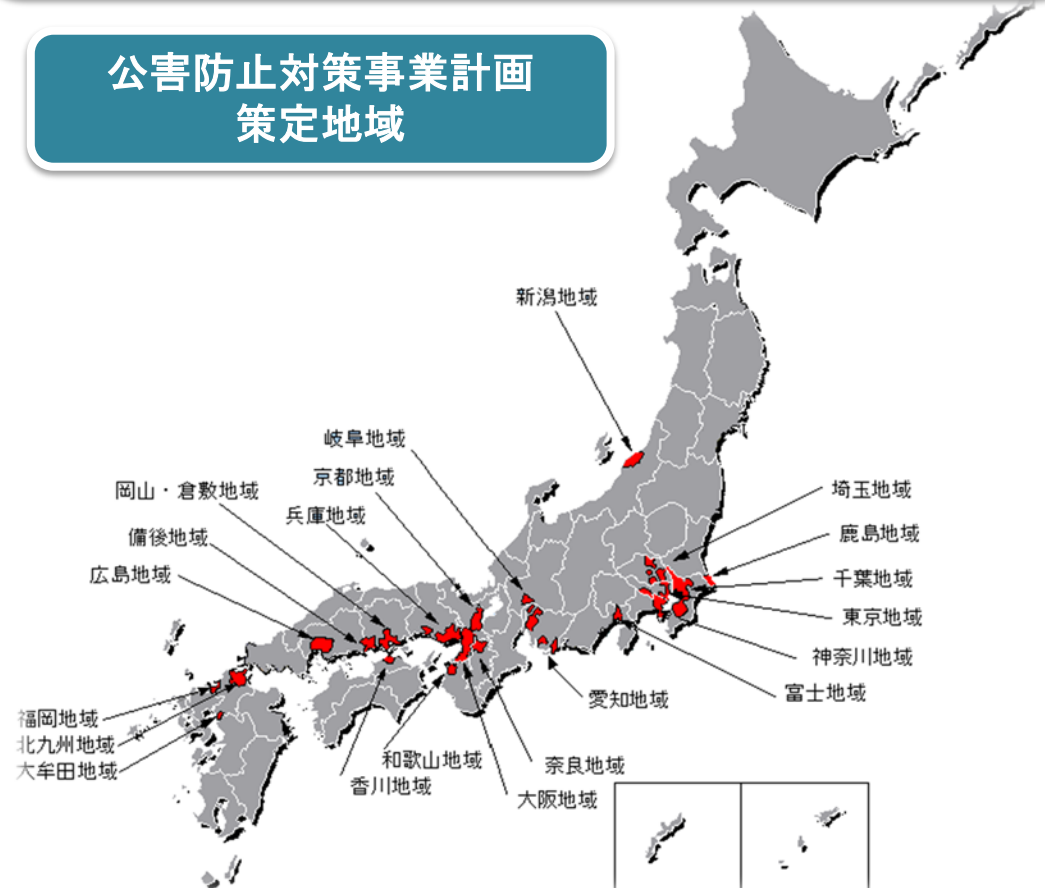 公害防止対策事業計画
策定地域
新潟地域
岐阜地域
京都地域
岡山・倉敷地域
兵庫地域
備後地域
広島地域
埼玉地域
鹿島地域
千葉地域
東京地域
神奈川地域
富士地域
愛知地域
福岡地域
北九州地域
大牟田地域
和歌山地域
香川地域
奈良地域
大阪地域